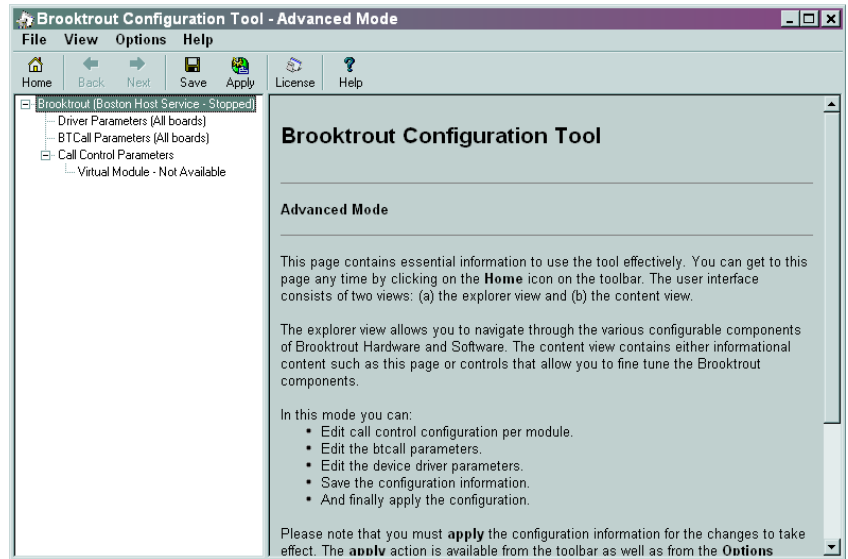 Brooktrout Configuration Tool - Advanced Mode
File View Options Help
Home Back Next Save Apply License Help
Brooktrout (Boston Host Service - Stopped)
Driver Parameters (All boards)
BTCall Parameters (All boards)
Call Control Parameters
Virtual Module - Not Available
Brooktrout Configuration Tool
Advanced Mode
This page contains essential information to use the tool effectively. You can get to this
page any time by clicking on the Home icon on the toolbar. The user interface
consists of two views: (a) the explorer view and (b) the content view.
The explorer view allows you to navigate through the various configurable components
of Brooktrout Hardware and Software. The content view contains either informational
content such as this page or controls that allow you to fine tune the Brooktrout
components.
In this mode you can:
• Edit call control configuration per module.
• Edit the btcall parameters.
• Edit the device driver parameters.
• Save the configuration information.
• And finally apply the configuration.
Please note that you must apply the configuration information for the changes to take
effect. The apply action is available from the toolbar as well as from the Options